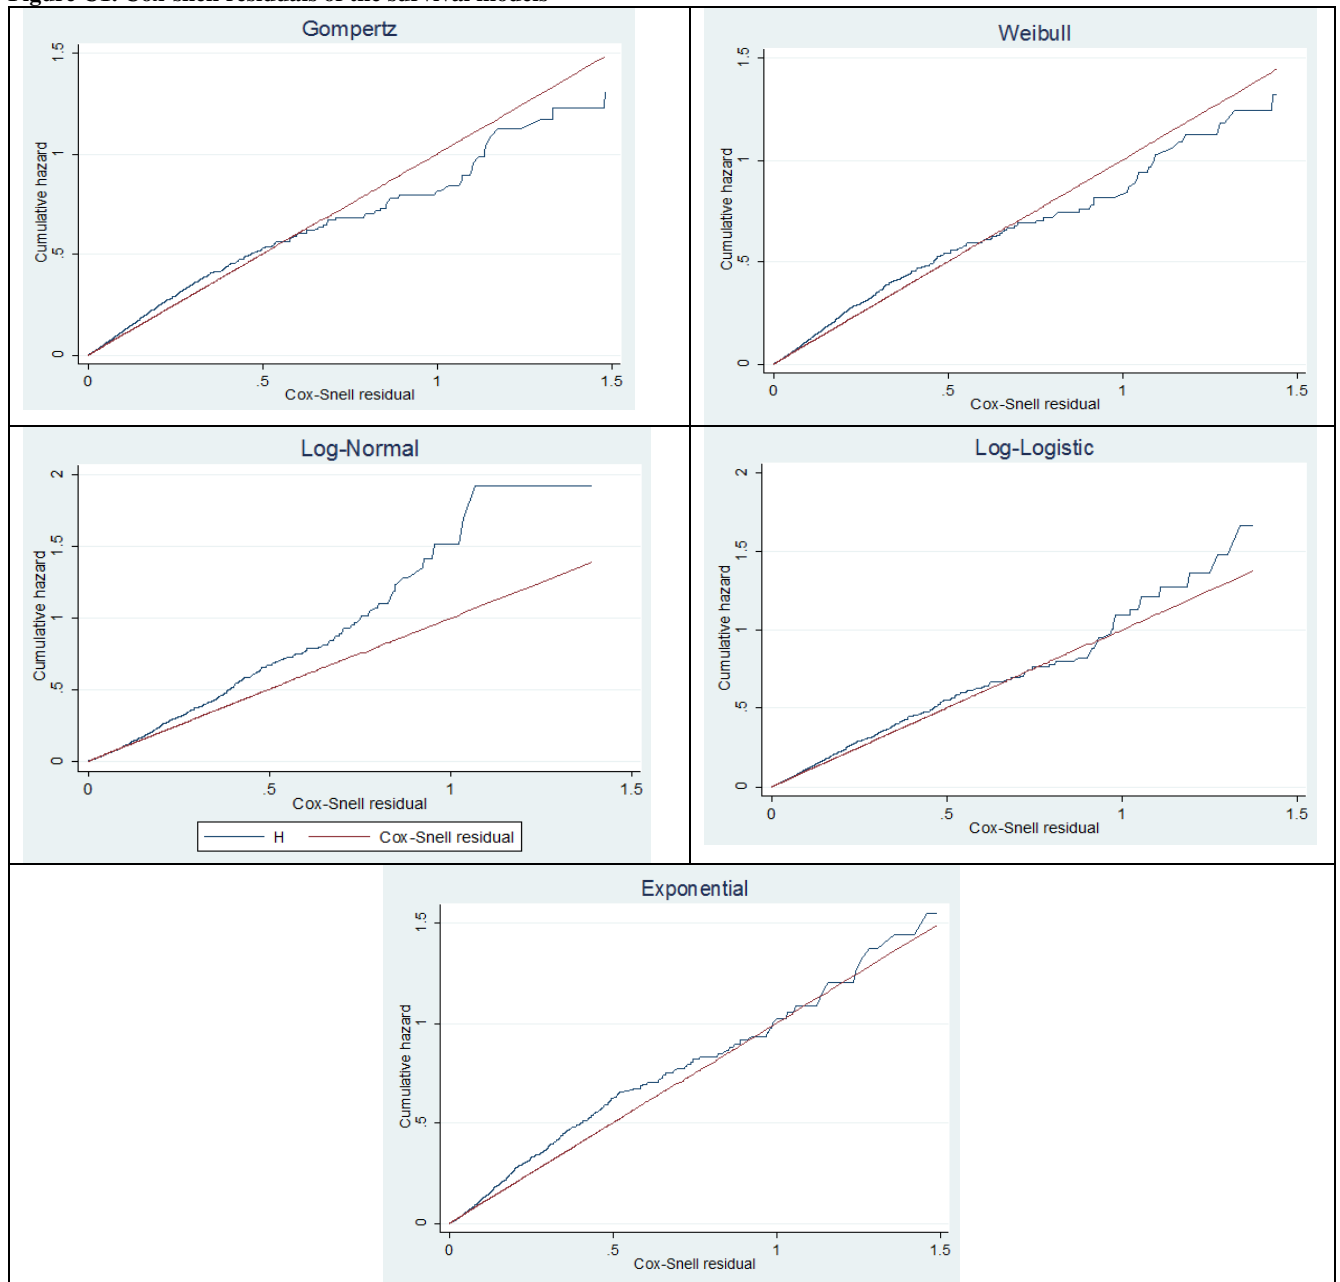 Gompertz
Cumulative hazard
0 .5 1 1.5
0 .5 1 1.5
Cox-Snell residual
Weibull
Cumulative hazard
0 .5 1 1.5
0 .5 1 1.5
Cox-Snell residual
Log-Normal
Cumulative hazard
0 .5 1 1.5 2
0 .5 1 1.5
Cox-Snell residual
H Cox-Snell residual
Log-Logistic
Cumulative hazard
0 .5 1 1.5 2
0 .5 1 1.5
Cox-Snell residual
Exponential
Cumulative hazard
0 .5 1 1.5
0 .5 1 1.5
Cox-Snell residual